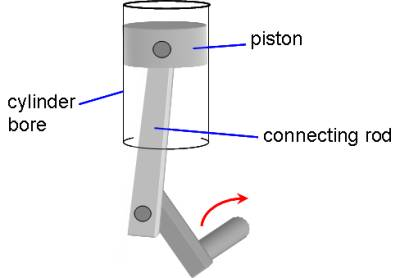 piston
cylinder
bore
connecting rod